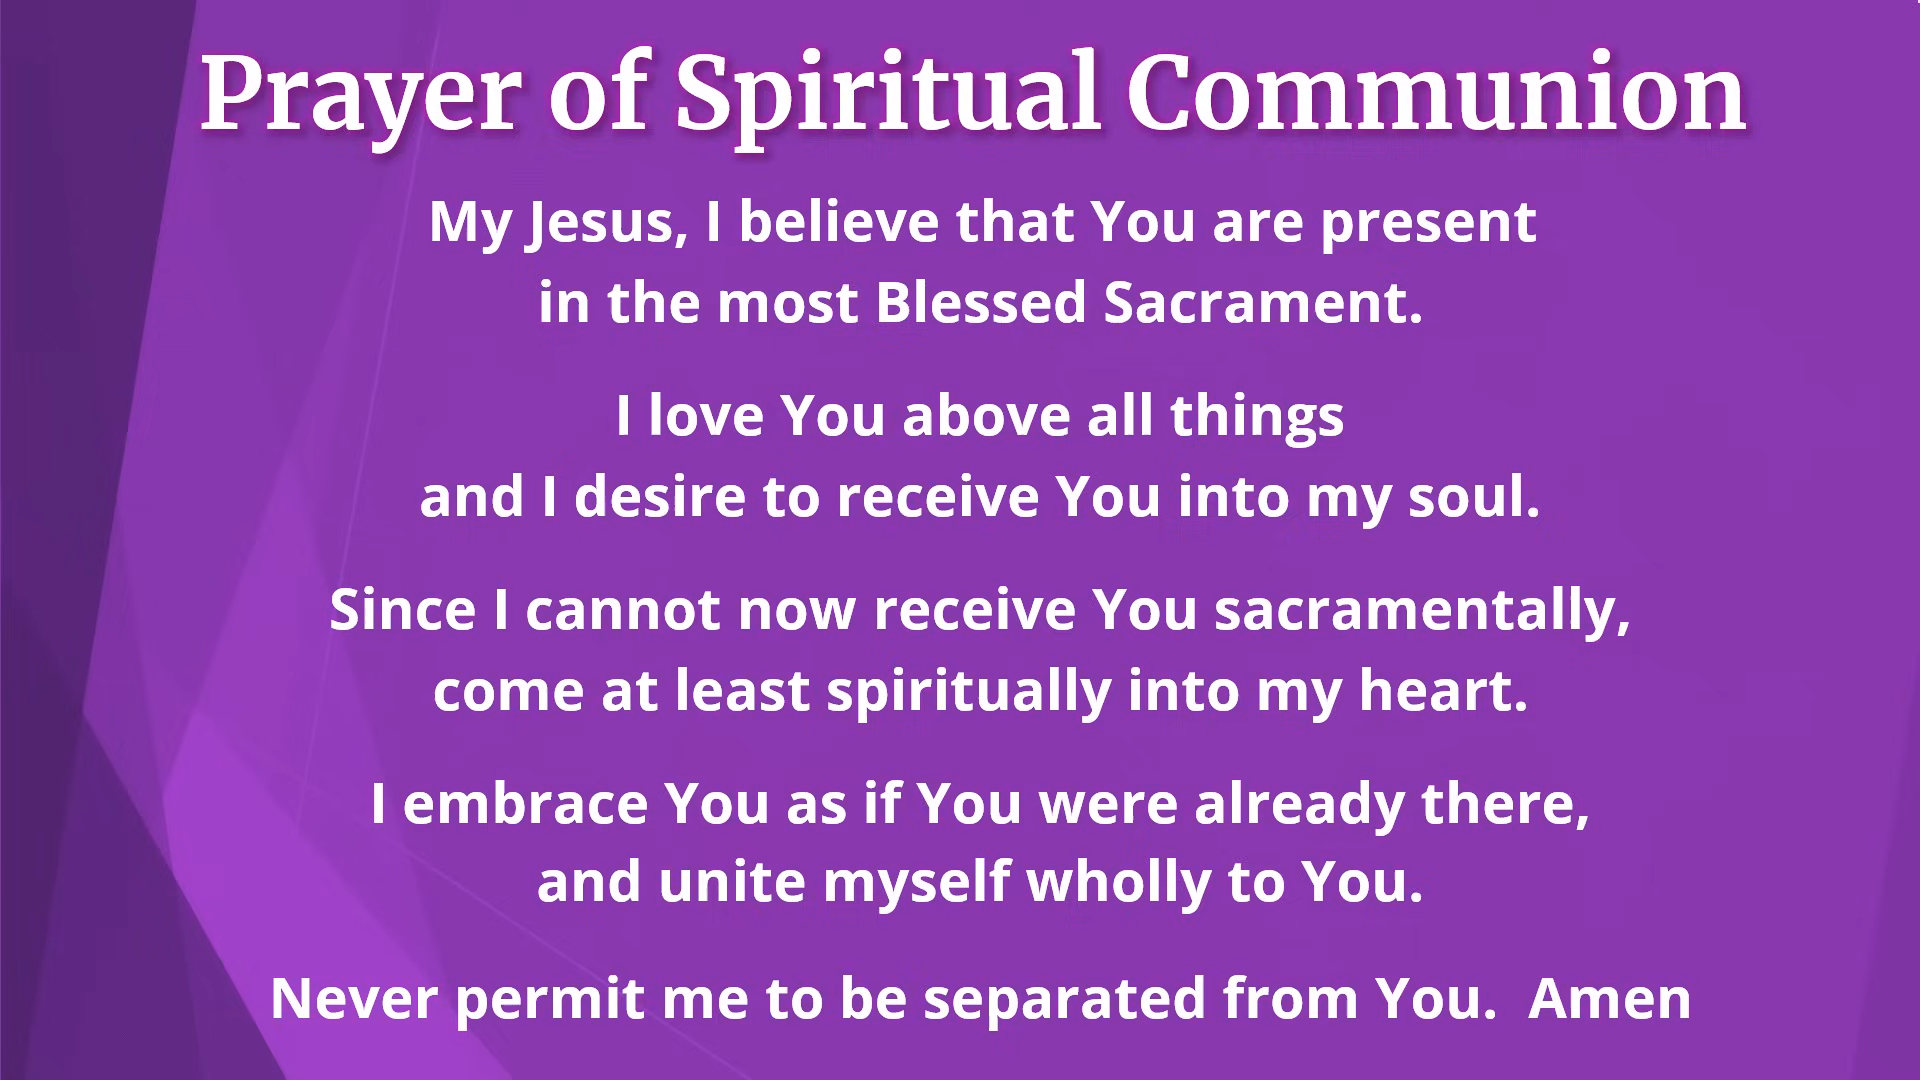 Prayer of Spiritual Communion
My Jesus, I believe that You are present
in the most Blessed Sacrament.
I love You above all things
and I desire to receive You into my soul.
Since I cannot now receive You sacramentally,
come at least spiritually into my heart.
I embrace You as if You were already there,
and unite myself wholly to You.
Never permit me to be separated from You.  Amen